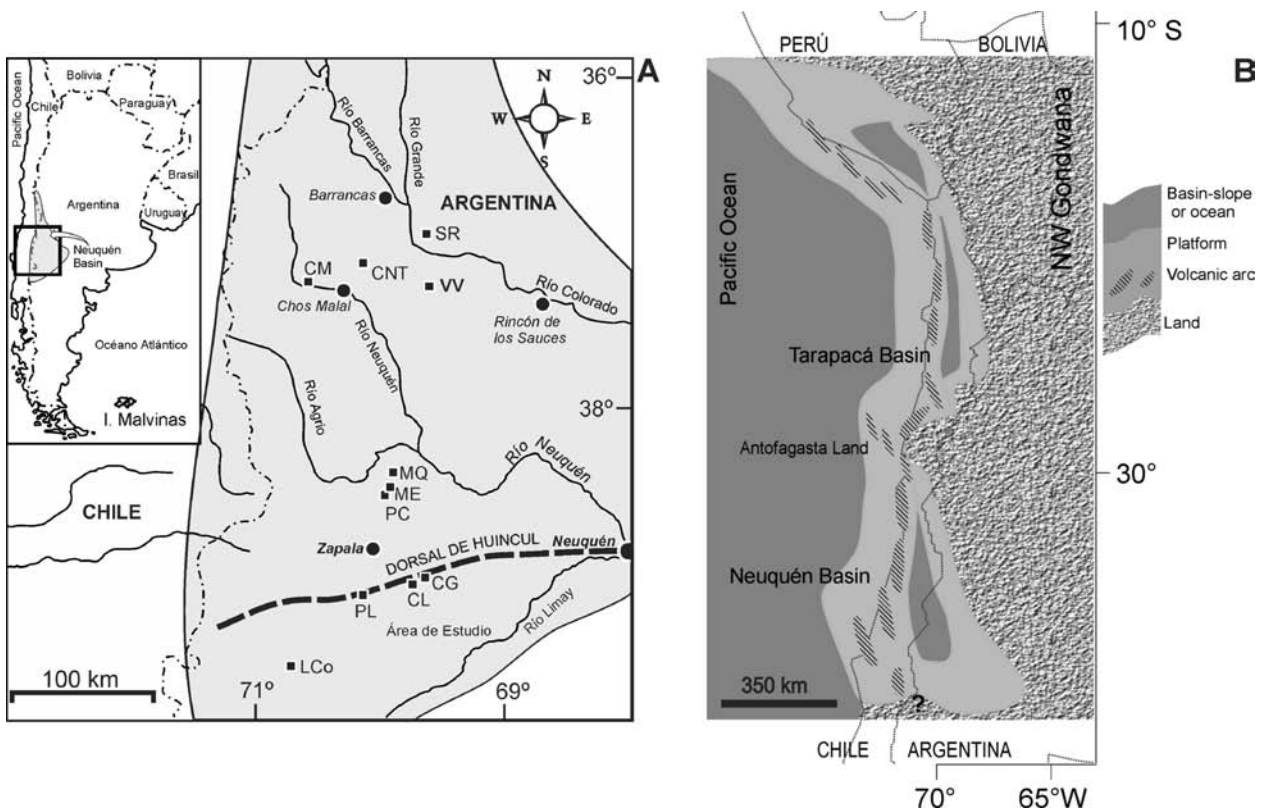 A
36º
N
W
E
S
Bolivia
Chile
Paraguay
Pacific Ocean
Brasil
Argentina
Uruguay
Neuquén
Basin
Océano Atlántico
I. Malvinas
Río Barrancas
Río Grande
Barrancas
ARGENTINA
SR
CM
CNT
VV
Chos Malal
Río Colorado
Rincón de
los Sauces
Río Neuquén
Río Agrio
38º
Río Neuquén
MQ
ME
PC
CHILE
Zapala
Neuquén
DORSAL DE HUINCUL
CG
CL
PL
Río Limay
Área de Estudio
LCo
100 km
71º
69º
B
10° S
PERÚ
BOLIVIA
NW Gondwana
Pacific Ocean
Basin-slope
or ocean
Platform
Volcanic arc
Land
Tarapacá Basin
Antofagasta Land
30°
Neuquén Basin
350 km
?
CHILE
ARGENTINA
70°
65°W